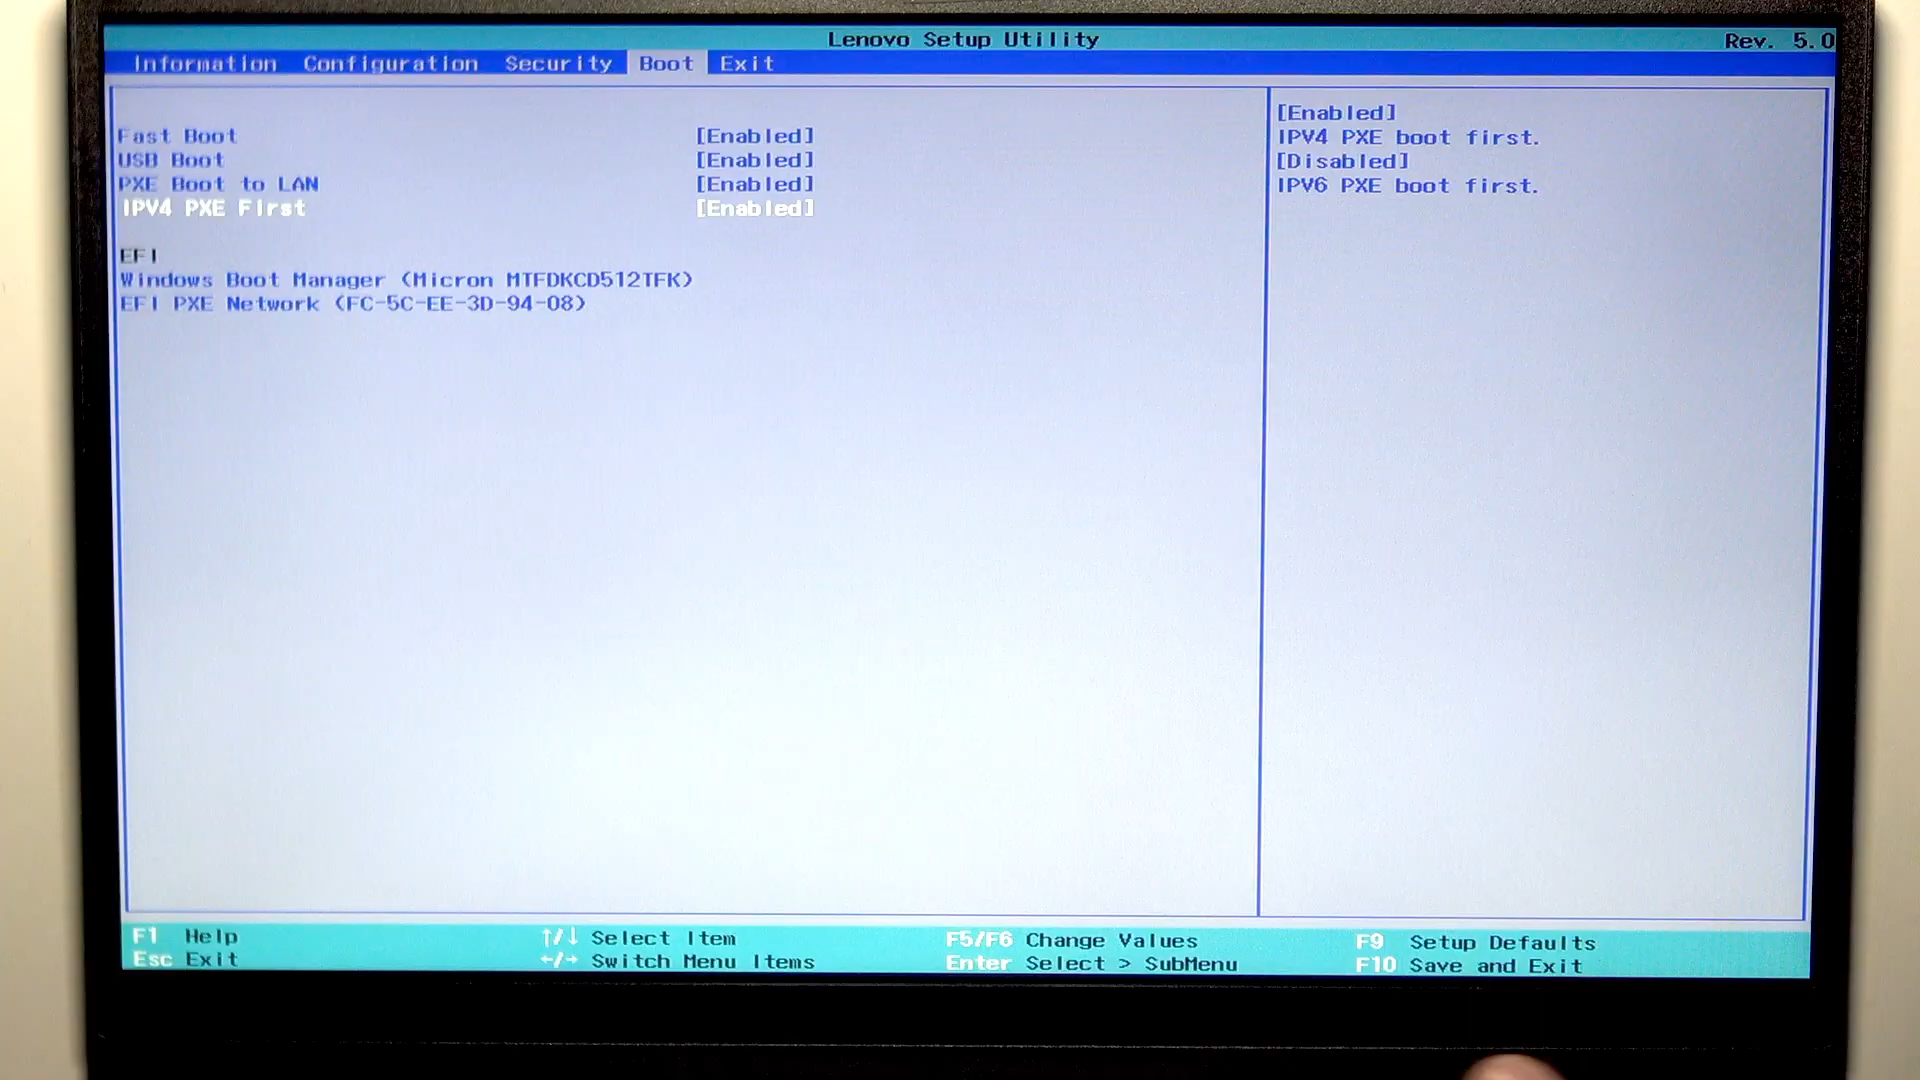 Lenovo Setup Utility
Rev. 5.0
Information Configuration Security Boot Exit
Fast Boot [Enabled]
USB Boot [Enabled]
PXE Boot to LAN [Enabled]
IPV4 PXE First [Enabled]
EFI
Windows Boot Manager (Micron MTFDKCD512TFK)
EFI PXE Network (FC-5C-EE-3D-94-08)
[Enabled]
IPV4 PXE boot first.
[Disabled]
IPV6 PXE boot first.
F1 Help ↑/↓ Select Item F5/F6 Change Values F9 Setup Defaults
Esc Exit ←/→ Switch Menu Items Enter Select > SubMenu F10 Save and Exit